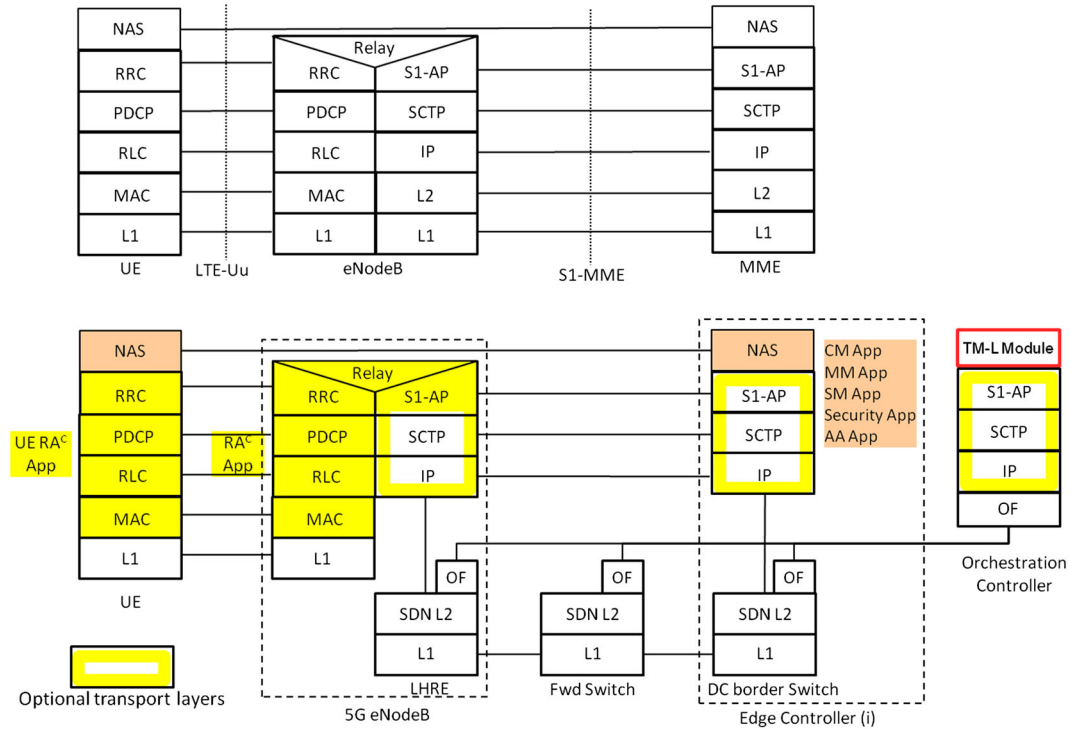 NAS
RRC
PDCP
RLC
MAC
L1
UE
LTE-Uu
Relay
RRC
S1-AP
PDCP
SCTP
RLC
IP
MAC
L2
L1
L1
eNodeB
S1-MME
NAS
S1-AP
SCTP
IP
L2
L1
MME
UE RAC
App
NAS
RRC
PDCP
RLC
MAC
L1
UE
RAC
App
Relay
RRC
S1-AP
PDCP
SCTP
RLC
IP
MAC
L1
OF
SDN L2
L1
LHRE
5G eNodeB
OF
SDN L2
L1
Fwd Switch
NAS
S1-AP
SCTP
IP
CM App
MM App
SM App
Security App
AA App
OF
SDN L2
L1
DC border Switch
Edge Controller (i)
TM-L Module
S1-AP
SCTP
IP
OF
Orchestration
Controller
Optional transport layers